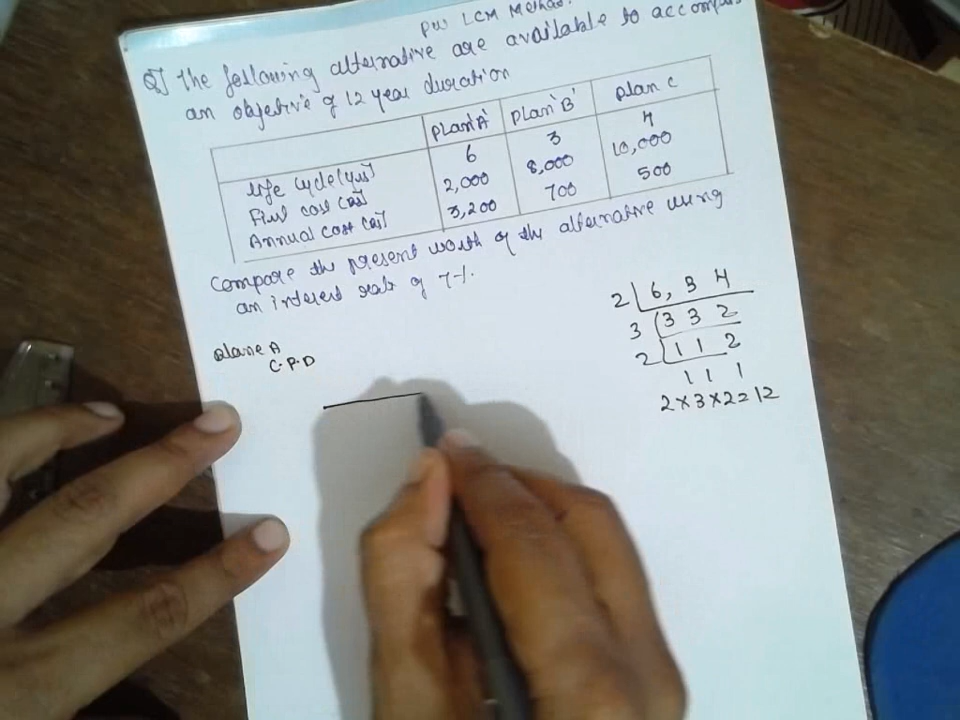 PW LCM Method.
Q] The following alternative are available to accomplis
an objective of 12 year duration
Plan 'A' Plan 'B' Plan C
Life cycle (yrs) 6 3 4
First cost 2,000 8,000 10,000
Annual cost 3,200 700 500
Compare the present worth of the alternative using
an interest rate of 7%.
2 6, 3 4
3 3 3 2
plane A
C.P.D
2 1 1 2
1 1 1
2 x 3 x 2 = 12